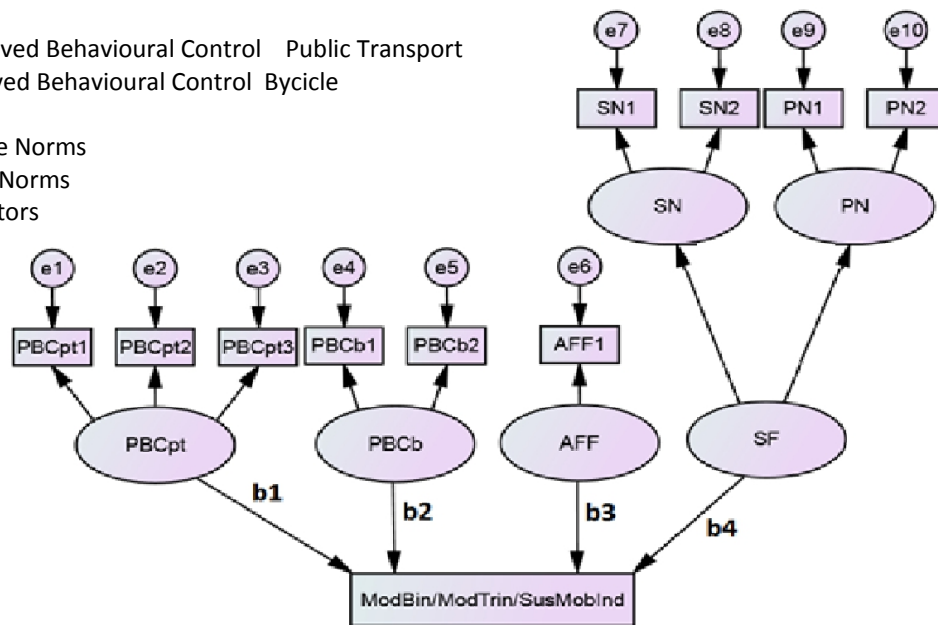 ved Behavioural Control Public Transport
ved Behavioural Control Bycicle
e Norms
Norms
tors
e7 e8 e9 e10
SN1 SN2 PN1 PN2
SN PN
e1 e2 e3 e4 e5 e6
PBCpt1 PBCpt2 PBCpt3 PBCb1 PBCb2 AFF1
PBCpt PBCb AFF SF
b1 b2 b3 b4
ModBin/ModTrin/SusMobInd